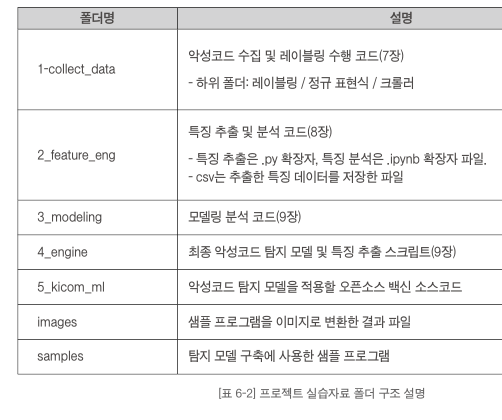 폴더명 설명
1-collect_data
악성코드 수집 및 레이블링 수행 코드(7장)
- 하위 폴더: 레이블링 / 정규 표현식 / 크롤러
2_feature_eng
특징 추출 및 분석 코드(8장)
- 특징 추출은 .py 확장자, 특징 분석은 .ipynb 확장자 파일.
- csv는 추출한 특징 데이터를 저장한 파일
3_modeling 모델링 분석 코드(9장)
4_engine 최종 악성코드 탐지 모델 및 특징 추출 스크립트(9장)
5_kicom_ml 악성코드 탐지 모델을 적용할 오픈소스 백신 소스코드
images 샘플 프로그램을 이미지로 변환한 결과 파일
samples 탐지 모델 구축에 사용한 샘플 프로그램
[표 6-2] 프로젝트 실습자료 폴더 구조 설명